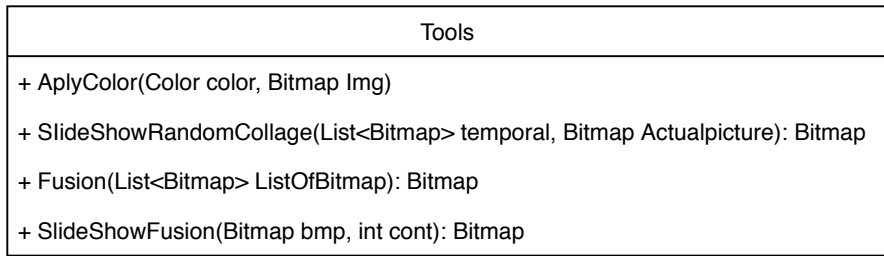 Tools
+ AplyColor(Color color, Bitmap Img)
+ SlideShowRandomCollage(List<Bitmap> temporal, Bitmap Actualpicture): Bitmap
+ Fusion(List<Bitmap> ListOfBitmap): Bitmap
+ SlideShowFusion(Bitmap bmp, int cont): Bitmap